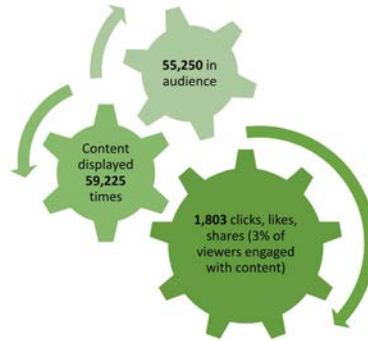 55,250 in
audience
Content
displayed
59,225
times
1,803 clicks, likes,
shares (3% of
viewers engaged
with content)